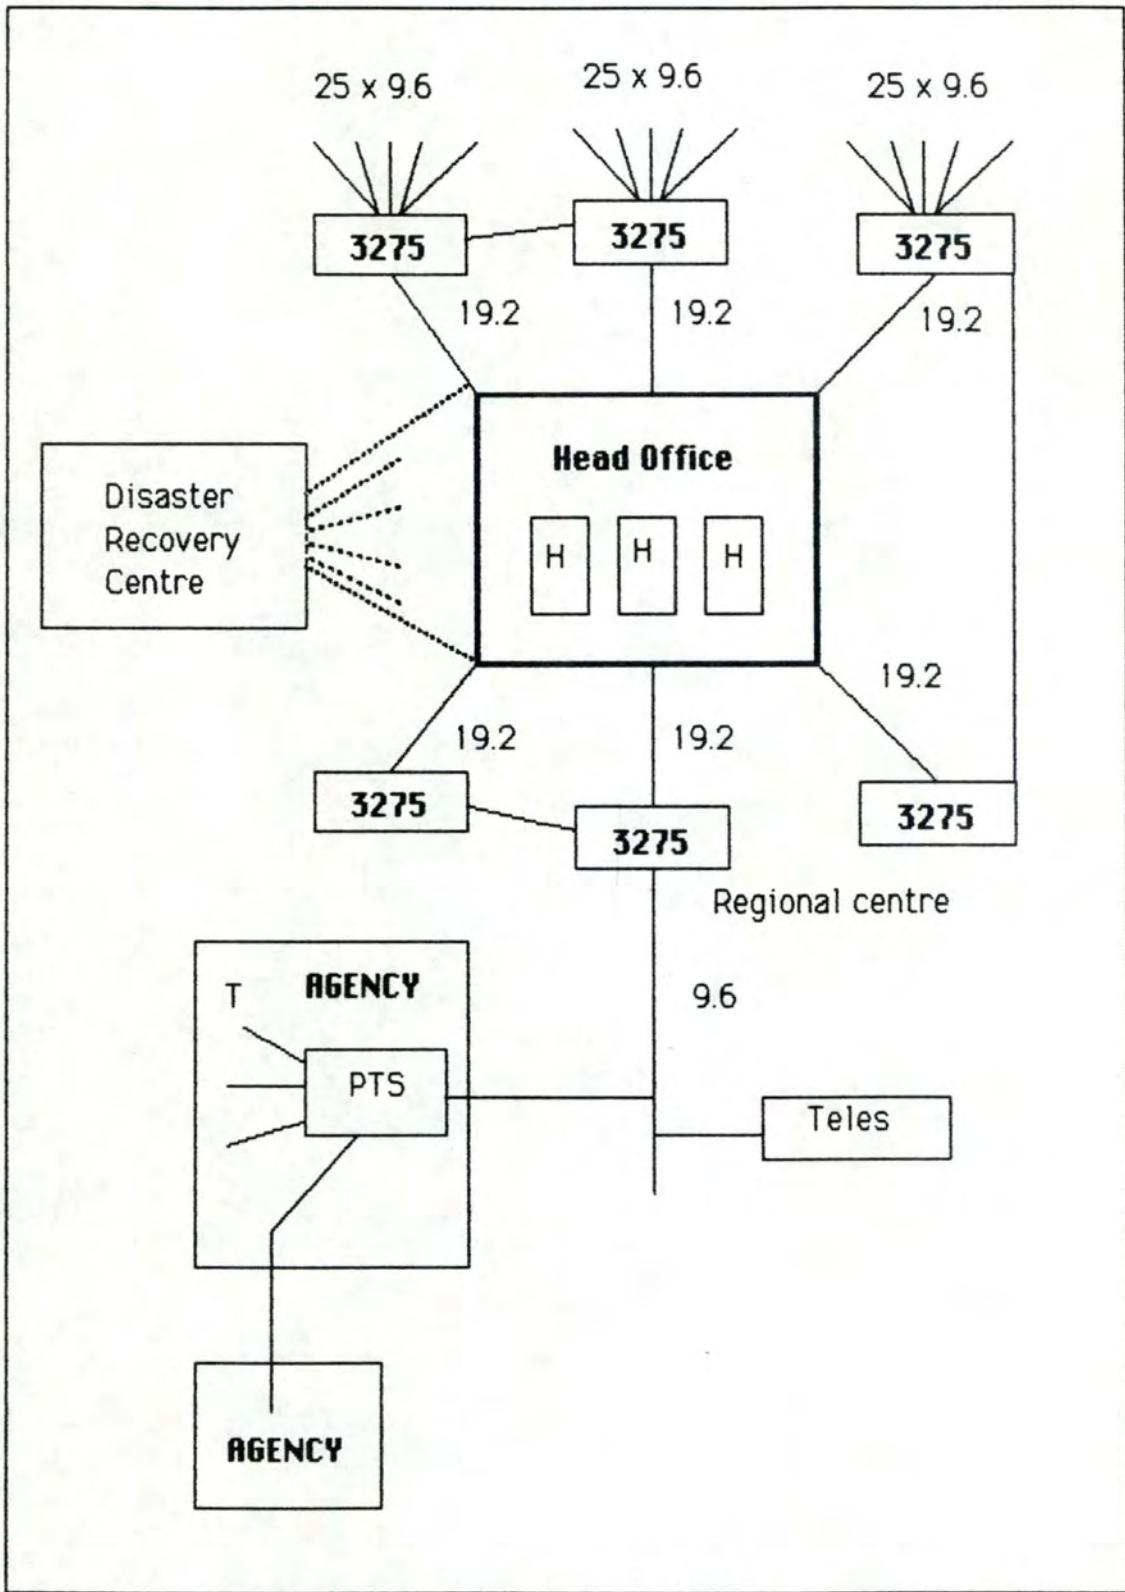 25 x 9.6
25 x 9.6
25 x 9.6
3275
3275
3275
19.2
19.2
19.2
Head Office
Disaster
Recovery
Centre
H
H
H
19.2
19.2
19.2
3275
3275
3275
Regional centre
AGENCY
T
9.6
PTS
Teles
AGENCY